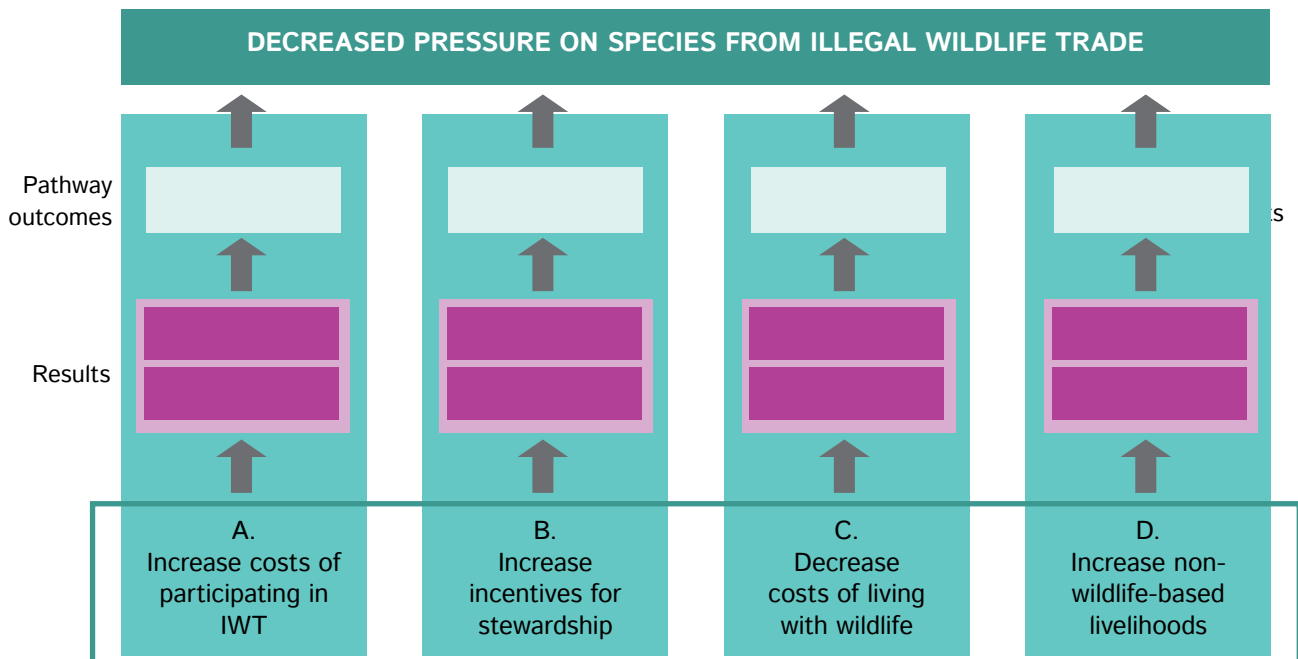 DECREASED PRESSURE ON SPECIES FROM ILLEGAL WILDLIFE TRADE
Pathway
outcomes
ts
Results
A.
Increase costs of
participating in
IWT
B.
Increase
incentives for
stewardship
C.
Decrease
costs of living
with wildlife
D.
Increase non-
wildlife-based
livelihoods